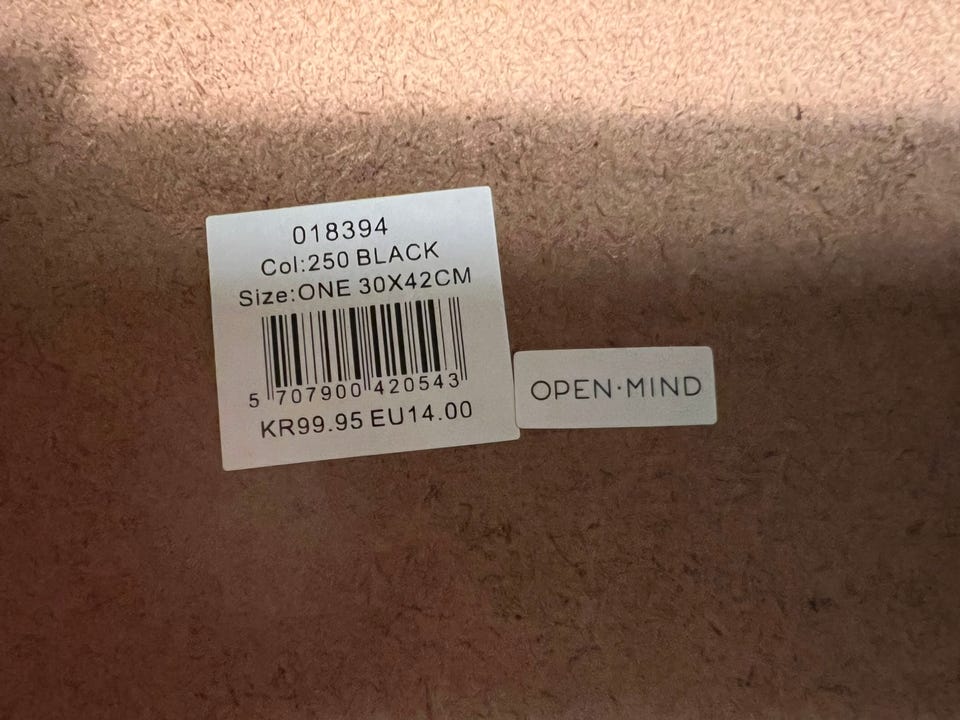 018394
Col:250 BLACK
Size:ONE 30X42CM
5 707900 420543
KR99.95 EU14.00
OPEN·MIND